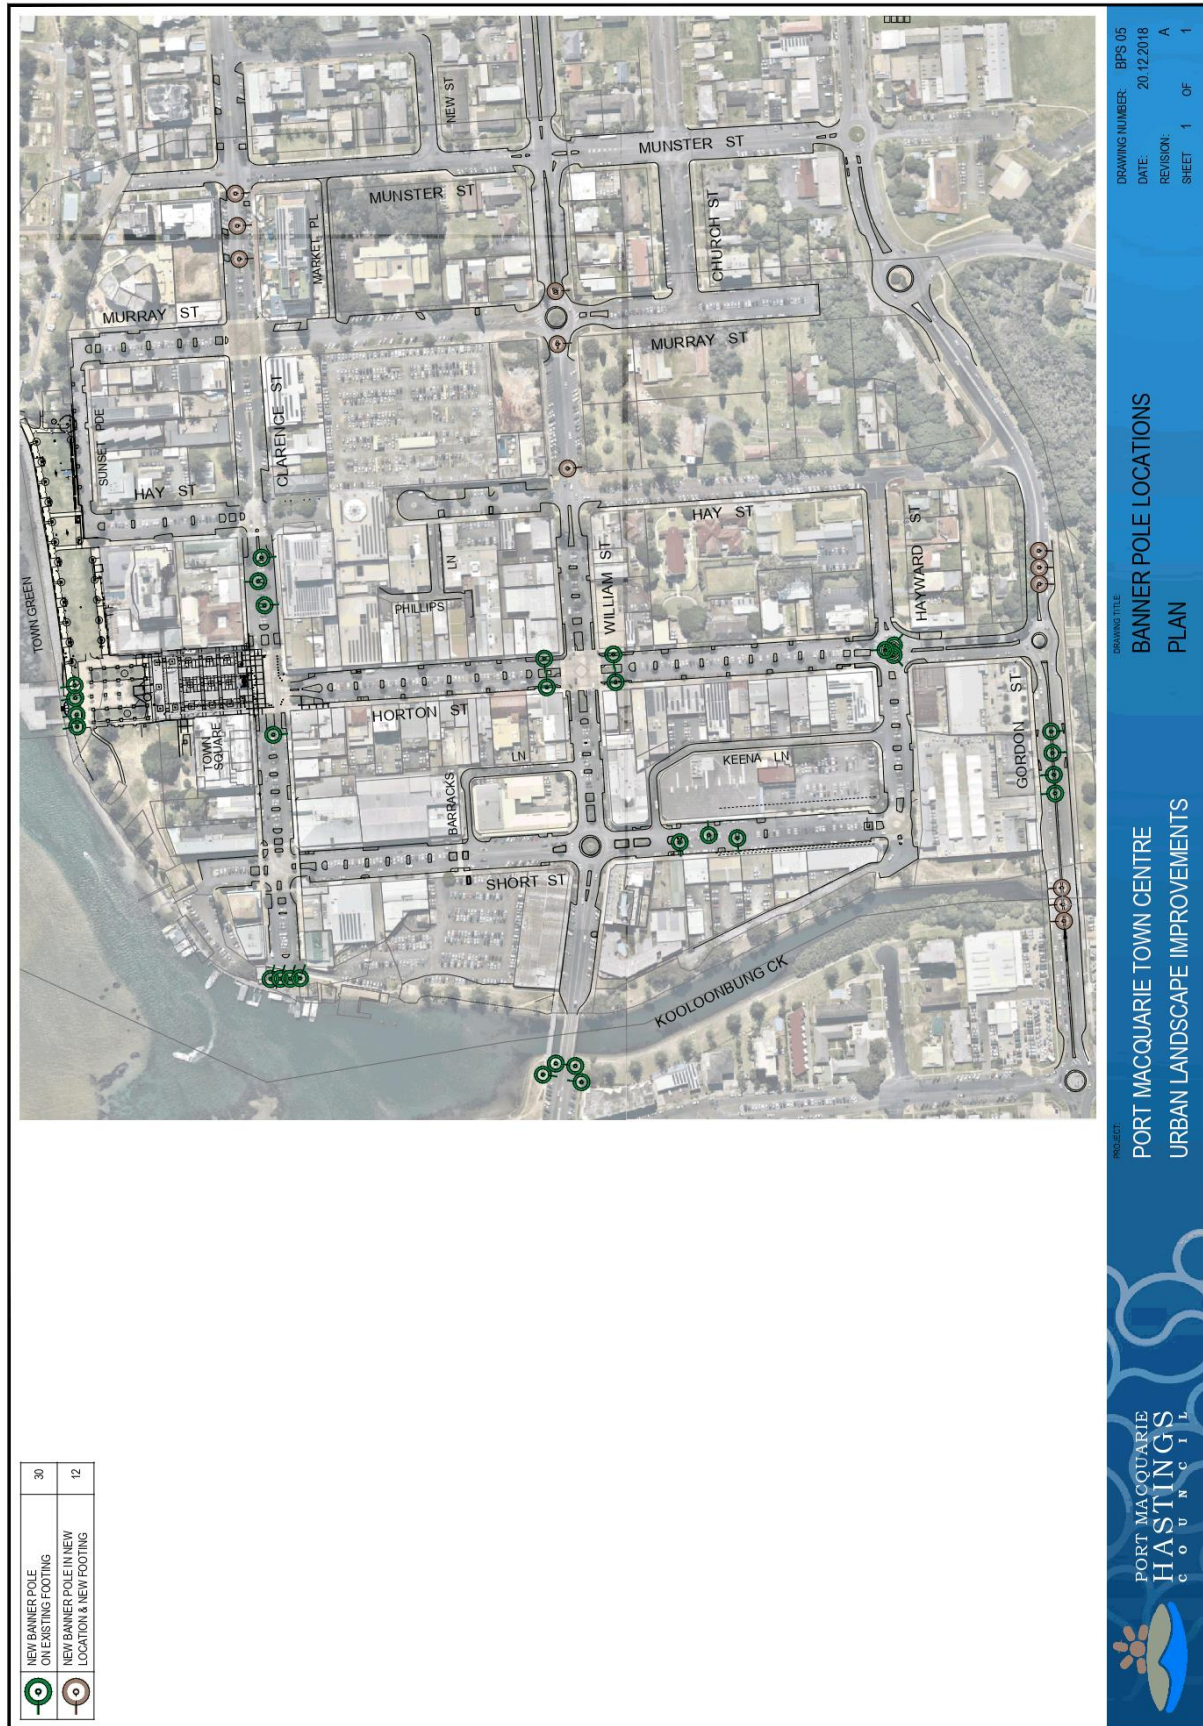 NEW BANNER POLE
ON EXISTING FOOTING
30
NEW BANNER POLE IN NEW
LOCATION & NEW FOOTING
12
TOWN GREEN
SUNSET PDE
HAY ST
MURRAY ST
CLARENCE ST
MARKET PL
MUNSTER ST
NEW ST
TOWN
SQUARE
HORTON ST
PHILLIPS
LN
BARRACKS
LN
SHORT ST
WILLIAM ST
MURRAY ST
MUNSTER ST
CHURCH ST
HAY ST
KEENA LN
HAYWARD ST
KOOLOONBUNG CK
GORDON ST
PORT MACQUARIE
HASTINGS
COUNCIL
PROJECT:
PORT MACQUARIE TOWN CENTRE
URBAN LANDSCAPE IMPROVEMENTS
DRAWING TITLE:
BANNER POLE LOCATIONS
PLAN
DRAWING NUMBER: BPS 05
DATE: 20.12.2018
REVISION: A
SHEET 1 OF 1